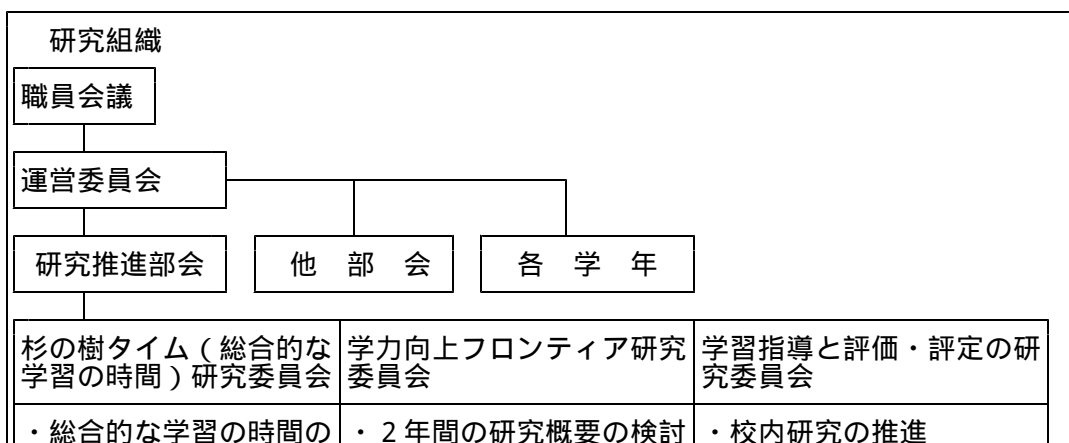 研究組織
職員会議
運営委員会
研究推進部会
他 部 会
各 学 年
杉の樹タイム（総合的な
学習の時間）研究委員会
学力向上フロンティア研究
委員会
学習指導と評価・評定の研
究委員会
・総合的な学習の時間の
・２年間の研究概要の検討
・校内研究の推進